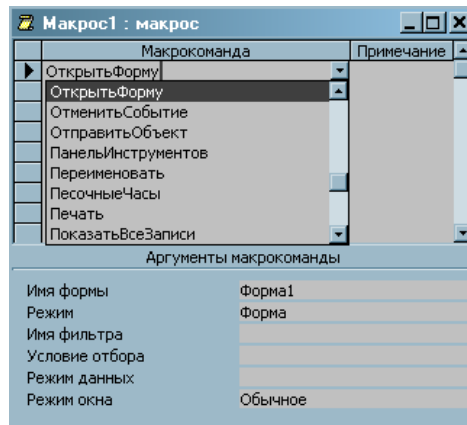 Макрос1 : макрос
Макрокоманда Примечание
ОткрытьФорму
ОткрытьФорму
ОтменитьСобытие
ОтправитьОбъект
ПанельИнструментов
Переименовать
ПесочныеЧасы
Печать
ПоказатьВсеЗаписи
Аргументы макрокоманды
Имя формы Форма1
Режим Форма
Имя фильтра
Условие отбора
Режим данных
Режим окна Обычное